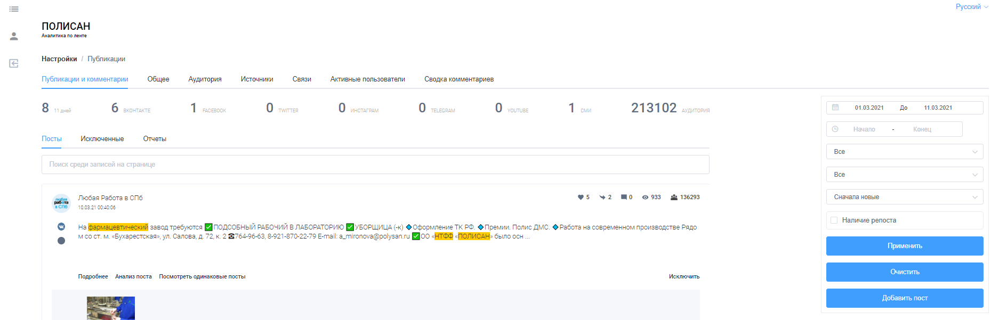 Русский
ПОЛИСАН
Аналитика по ленте
Настройки / Публикации
Публикации и комментарии Общее Аудитория Источники Связи Активные пользователи Сводка комментариев
8 11 дней 6 ВКОНТАКТЕ 1 FACEBOOK 0 TWITTER 0 ИНСТАГРАМ 0 TELEGRAM 0 YOUTUBE 1 СМИ 213102 АУДИТОРИЯ
01.03.2021 До 11.03.2021
Начало - Конец
Посты Исключенные Отчеты
Все
Поиск среди записей на странице
Все
Сначала новые
Любая Работа в СПб 5 2 0 933 136293
10.03.21 00:40:06
любая
работа
в СПб
Наличие репоста
На фармацевтический завод требуются ✅ПОДСОБНЫЙ РАБОЧИЙ В ЛАБОРАТОРИЮ ✅УБОРЩИЦА (-к) 🔹Оформление ТК РФ. 🔹Премии. Полис ДМС. 🔹Работа на современном производстве Рядо
м со ст. м. «Бухарестская», ул. Салова, д. 72, к. 2 ☎764-96-63, 8-921-870-22-79 E-mail: a_mironova@polysan.ru ✅ОО «НТФФ «ПОЛИСАН» было осн ...
Применить
Очистить
Подробнее Анализ поста Посмотреть одинаковые посты Исключить
Добавить пост